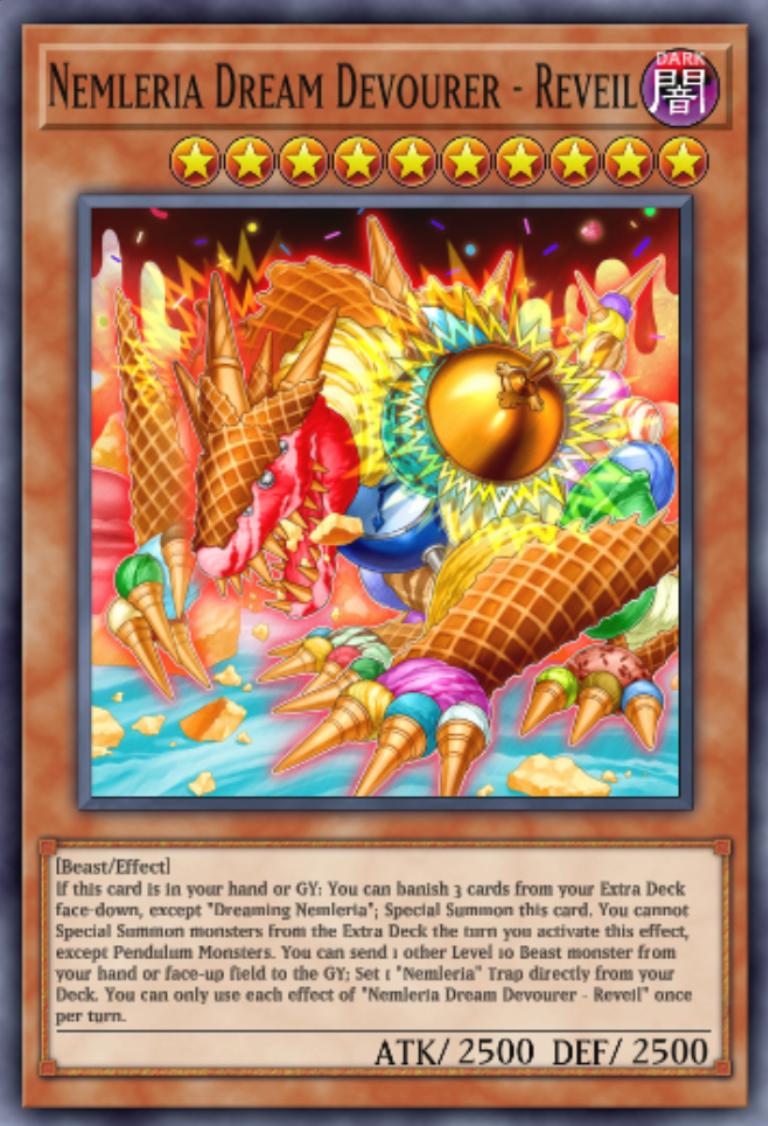 Nemleria Dream Devourer - Reveil
DARK
闇
[Beast/Effect]
If this card is in your hand or GY: You can banish 3 cards from your Extra Deck
face-down, except "Dreaming Nemleria"; Special Summon this card. You cannot
Special Summon monsters from the Extra Deck the turn you activate this effect,
except Pendulum Monsters. You can send 1 other Level 10 Beast monster from
your hand or face-up field to the GY; Set 1 "Nemleria" Trap directly from your
Deck. You can only use each effect of "Nemleria Dream Devourer - Reveil" once
per turn.
ATK/ 2500 DEF/ 2500